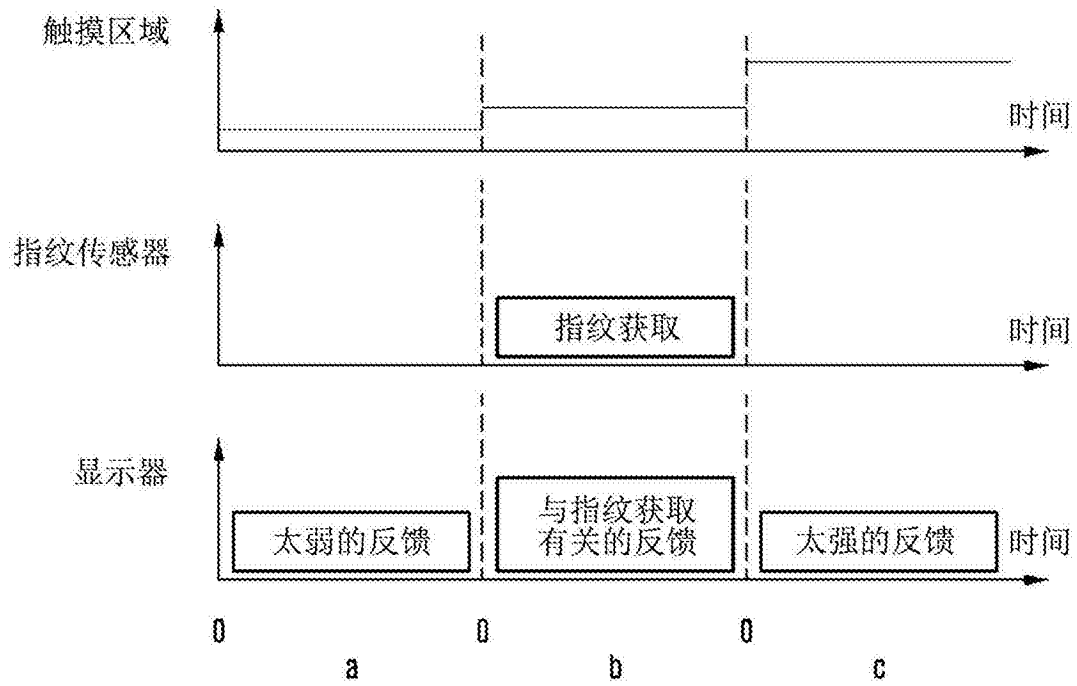 触摸区域
时间
指纹传感器
指纹获取
时间
显示器
太弱的反馈
与指纹获取
有关的反馈
太强的反馈
时间
0
0
0
a
b
c